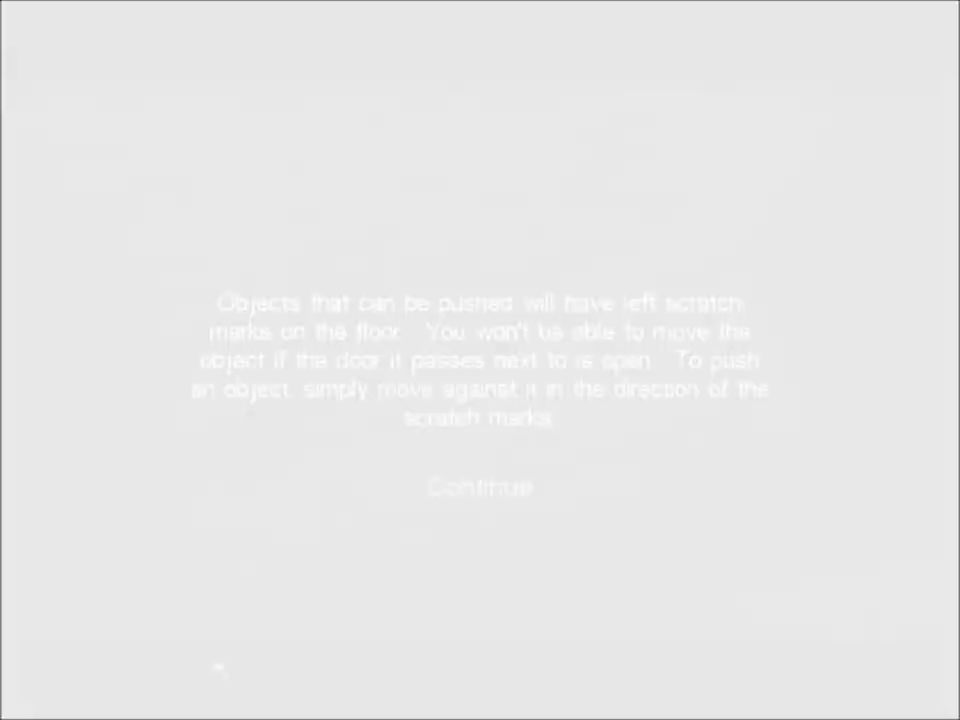 Objects that can be pushed will have left scratch
marks on the floor. You won't be able to move the
object if the door it passes next to is open. To push
an object, simply move against it in the direction of the
scratch marks.
Continue